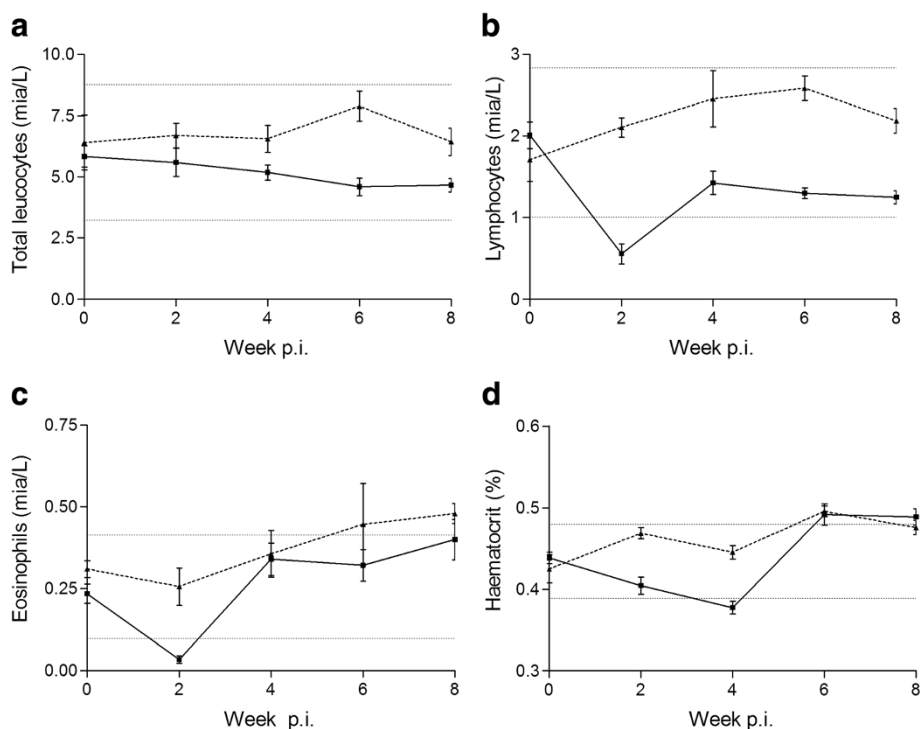 a
Total leucocytes (mia/L)
10.0
7.5
5.0
2.5
0.0
0 2 4 6 8
Week p.i.
b
Lymphocytes (mia/L)
3
2
1
0
0 2 4 6 8
Week p.i.
c
Eosinophils (mia/L)
0.75
0.50
0.25
0.00
0 2 4 6 8
Week p.i.
d
Haematocrit (%)
0.6
0.5
0.4
0.3
0 2 4 6 8
Week p.i.